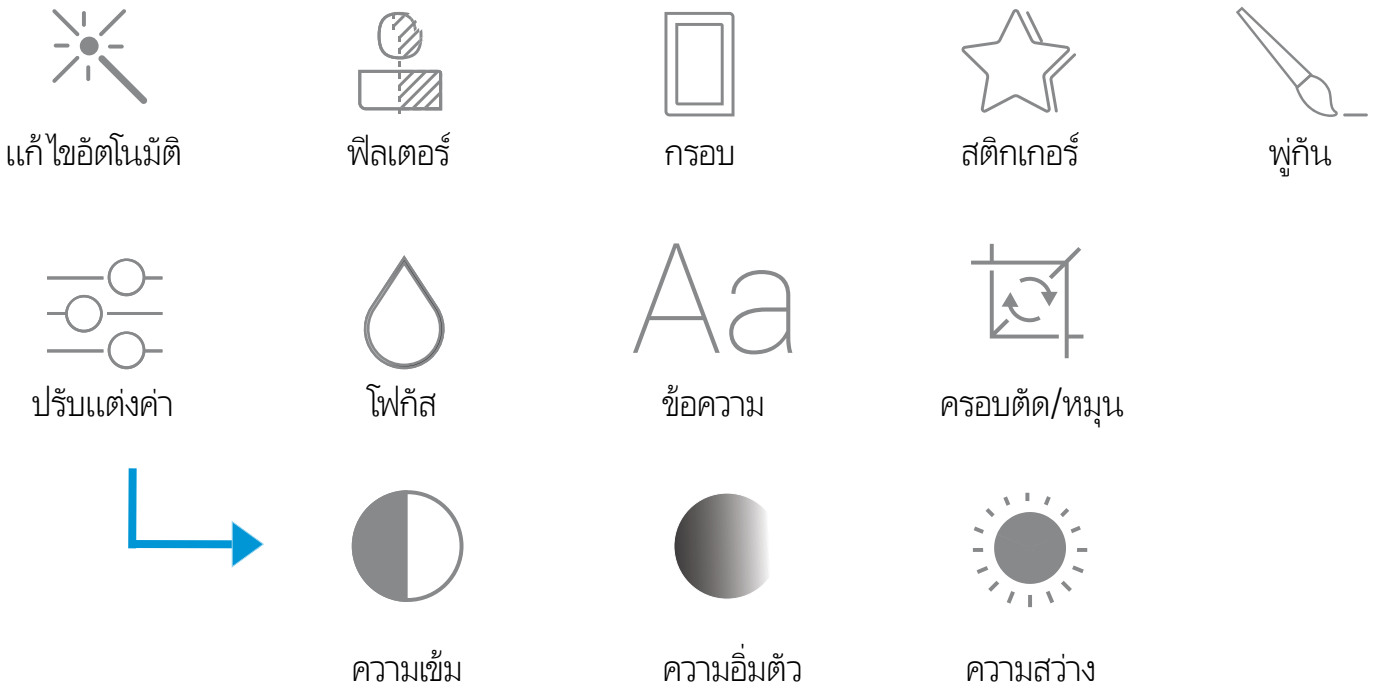 แก้ไขอัตโนมัติ ฟิลเตอร์ กรอบ สติกเกอร์ พู่กัน
ปรับแต่งค่า โฟกัส ข้อความ ครอบตัด/หมุน
Aa
ความเข้ม ความอิ่มตัว ความสว่าง